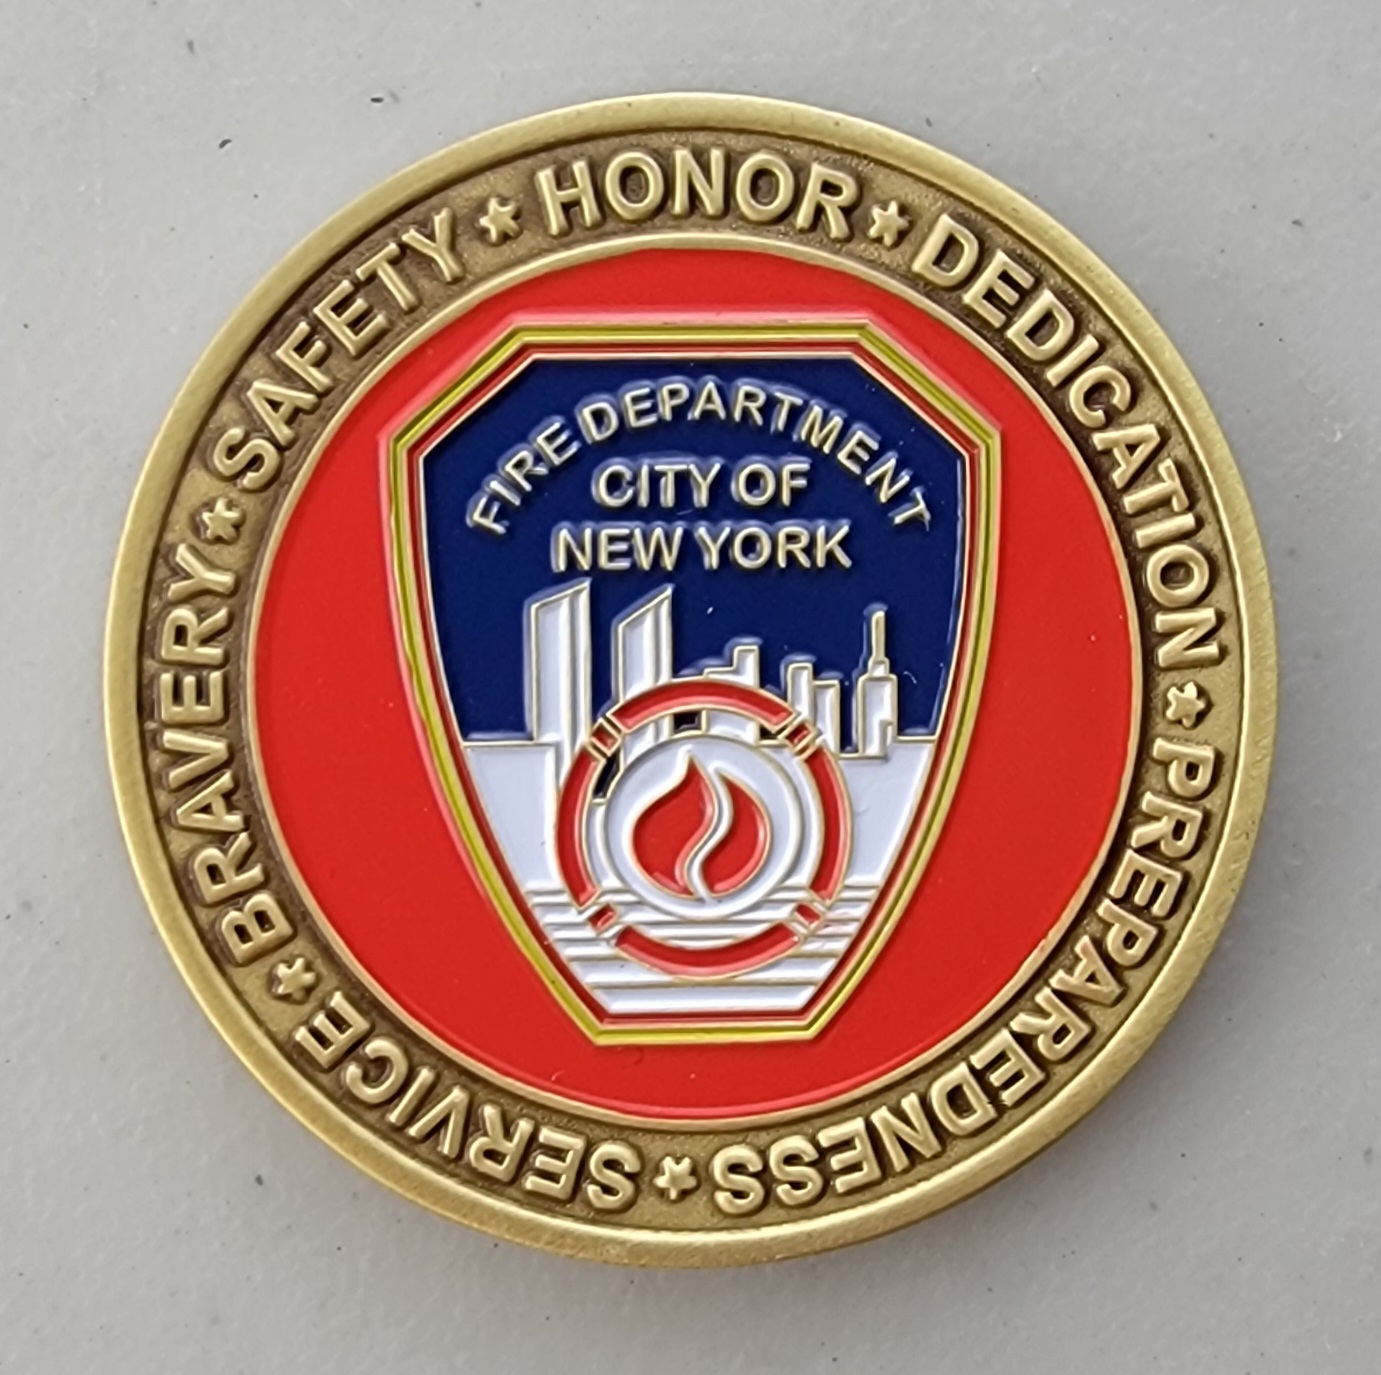 SERVICE ★ BRAVERY ★ SAFETY ★ HONOR ★ DEDICATION ★ PREPAREDNESS ★
FIRE DEPARTMENT
CITY OF
NEW YORK